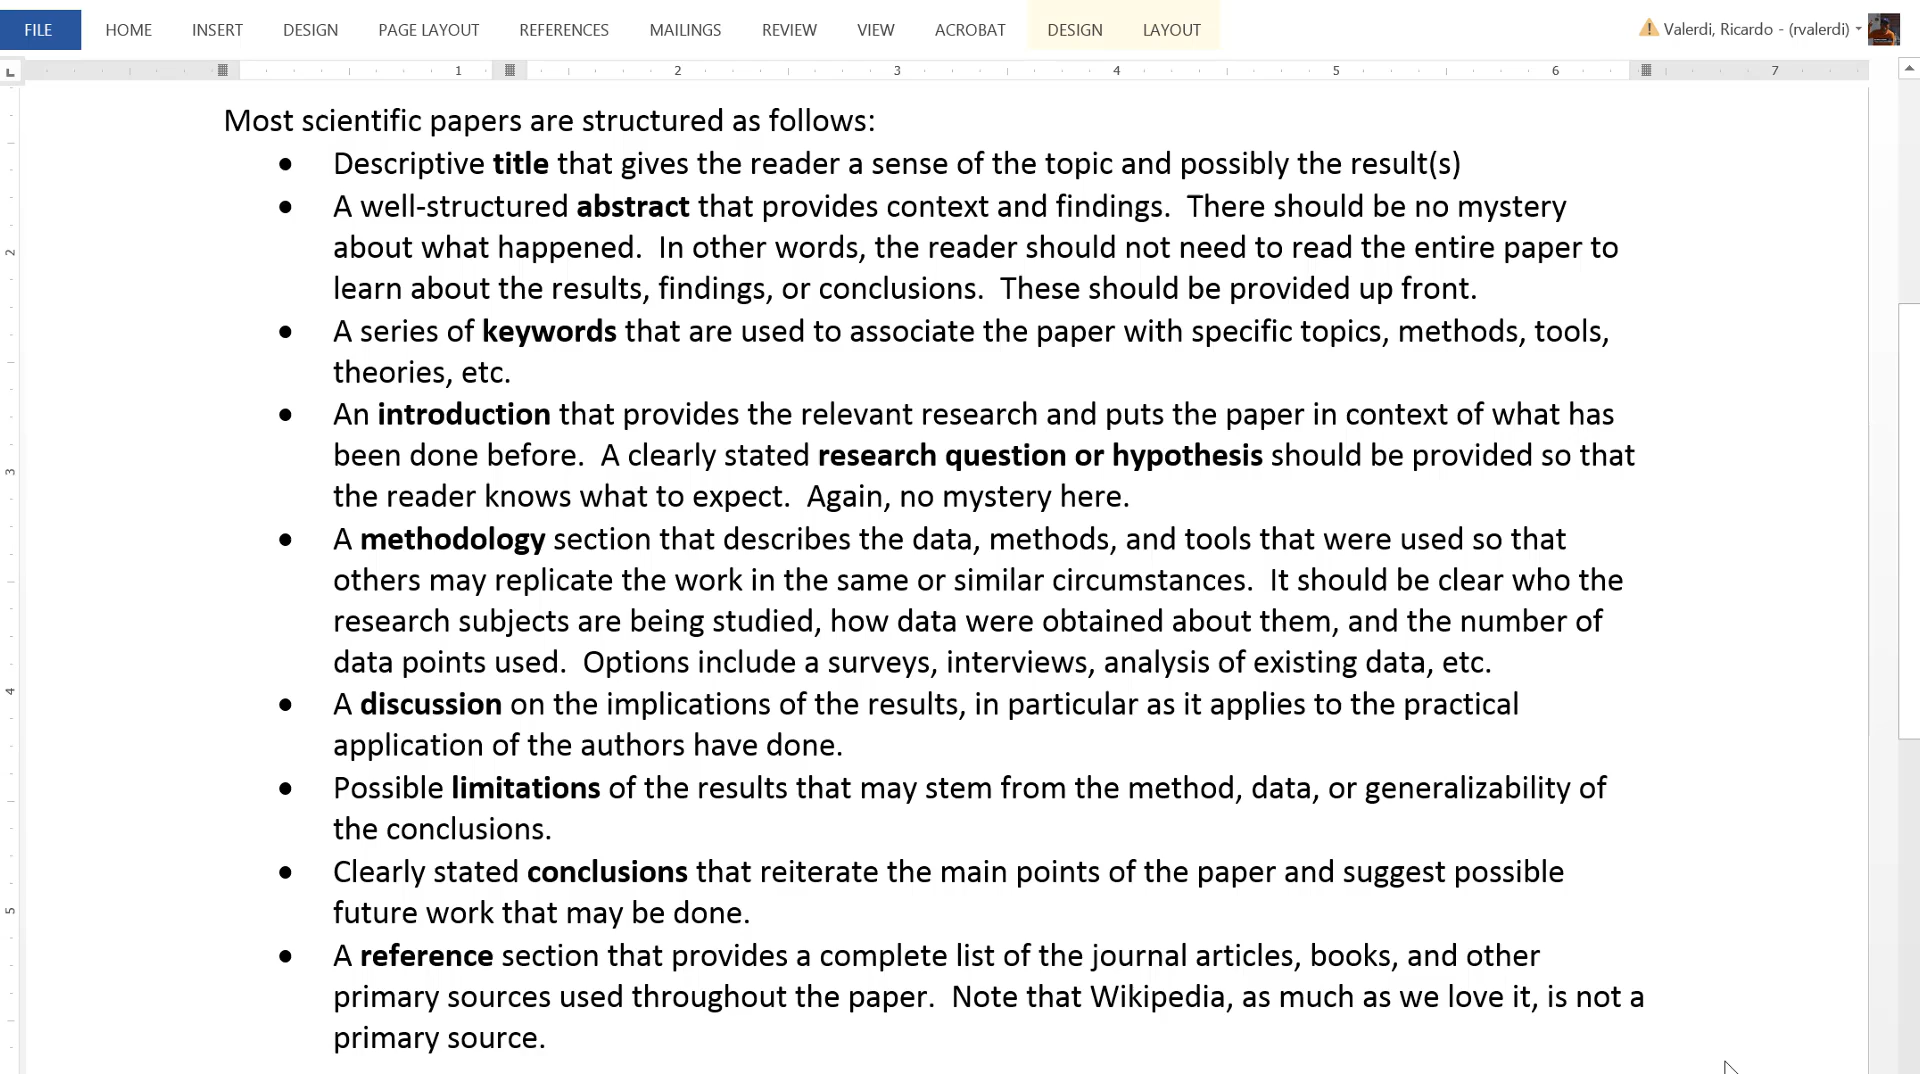 FILE HOME INSERT DESIGN PAGE LAYOUT REFERENCES MAILINGS REVIEW VIEW ACROBAT DESIGN LAYOUT Valerdi, Ricardo - (rvalerdi)
1 2 3 4 5 6 7
Most scientific papers are structured as follows:
• Descriptive title that gives the reader a sense of the topic and possibly the result(s)
• A well-structured abstract that provides context and findings.  There should be no mystery
about what happened.  In other words, the reader should not need to read the entire paper to
learn about the results, findings, or conclusions.  These should be provided up front.
• A series of keywords that are used to associate the paper with specific topics, methods, tools,
theories, etc.
• An introduction that provides the relevant research and puts the paper in context of what has
been done before.  A clearly stated research question or hypothesis should be provided so that
the reader knows what to expect.  Again, no mystery here.
• A methodology section that describes the data, methods, and tools that were used so that
others may replicate the work in the same or similar circumstances.  It should be clear who the
research subjects are being studied, how data were obtained about them, and the number of
data points used.  Options include a surveys, interviews, analysis of existing data, etc.
• A discussion on the implications of the results, in particular as it applies to the practical
application of the authors have done.
• Possible limitations of the results that may stem from the method, data, or generalizability of
the conclusions.
• Clearly stated conclusions that reiterate the main points of the paper and suggest possible
future work that may be done.
• A reference section that provides a complete list of the journal articles, books, and other
primary sources used throughout the paper.  Note that Wikipedia, as much as we love it, is not a
primary source.
2
3
4
5